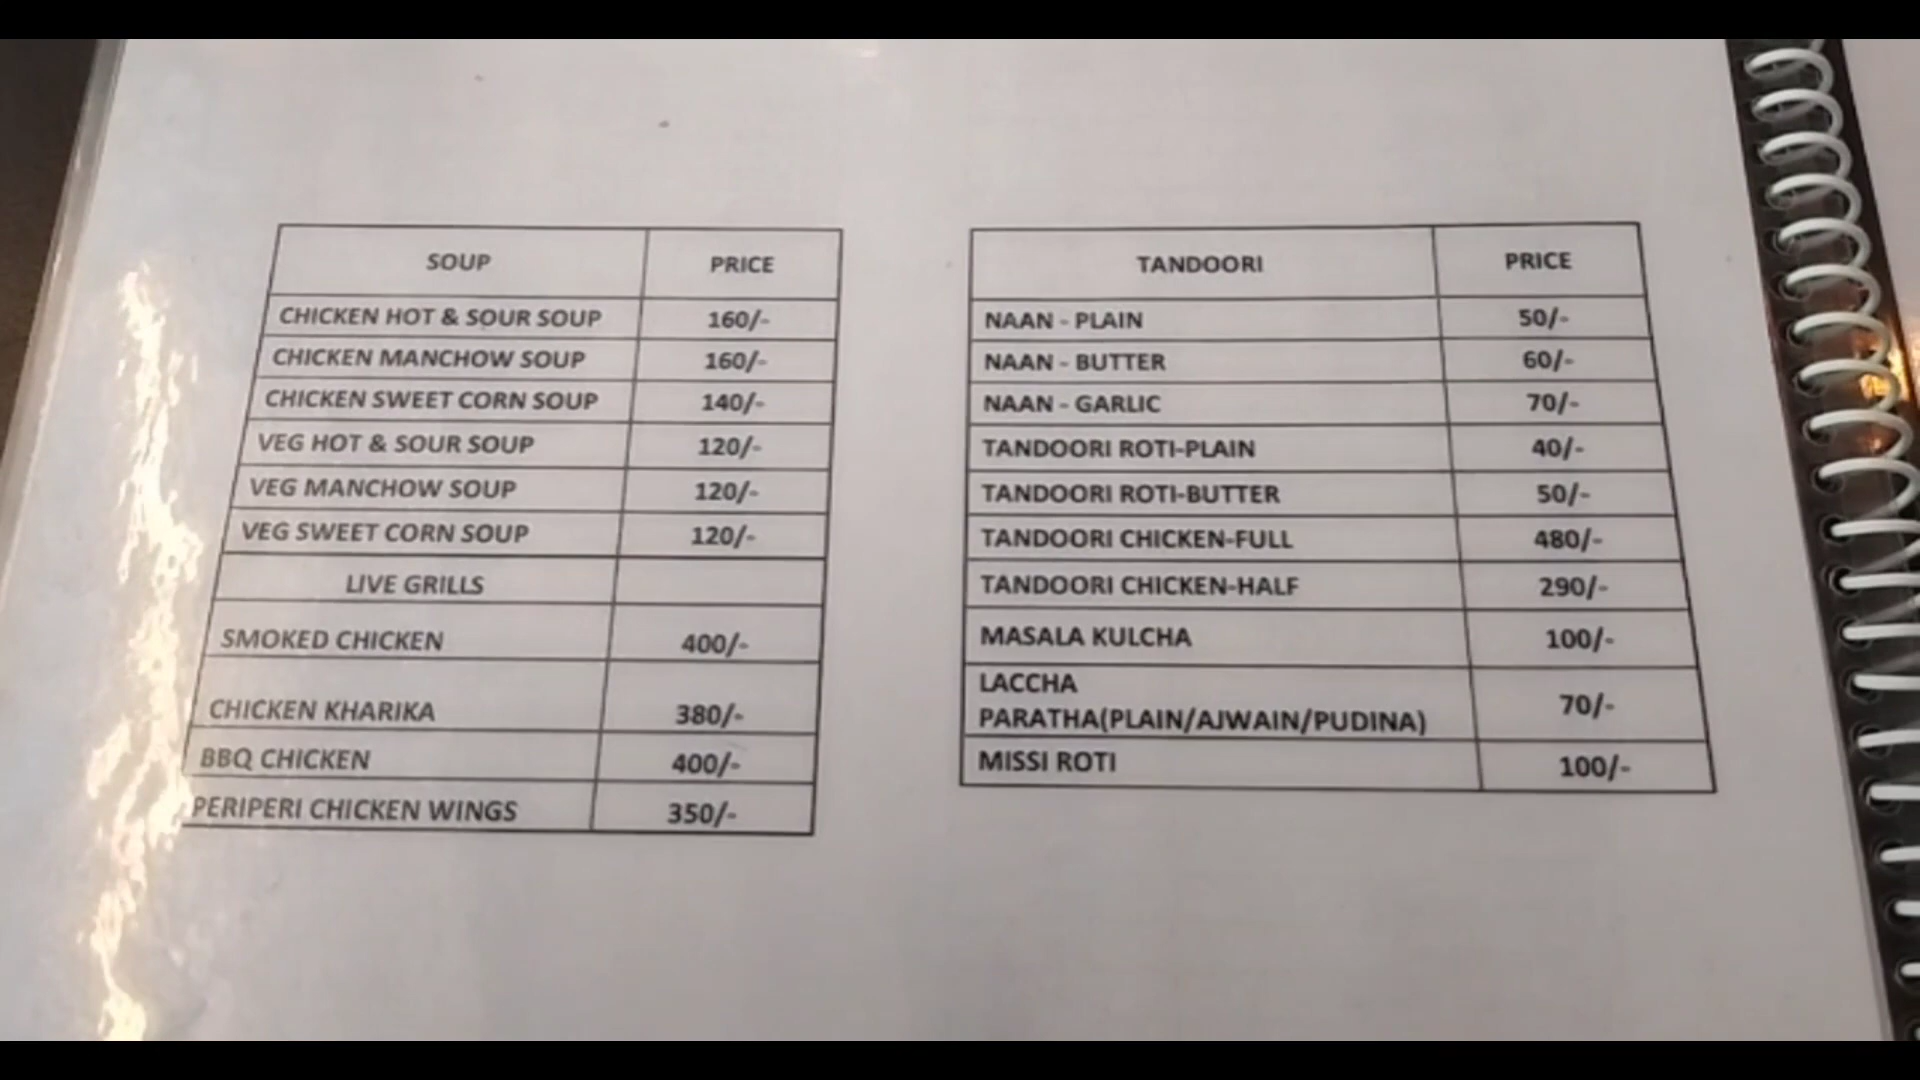 SOUP PRICE
CHICKEN HOT & SOUR SOUP 160/-
CHICKEN MANCHOW SOUP 160/-
CHICKEN SWEET CORN SOUP 140/-
VEG HOT & SOUR SOUP 120/-
VEG MANCHOW SOUP 120/-
VEG SWEET CORN SOUP 120/-
LIVE GRILLS
SMOKED CHICKEN 400/-
CHICKEN KHARIKA 380/-
BBQ CHICKEN 400/-
PERIPERI CHICKEN WINGS 350/-
TANDOORI PRICE
NAAN - PLAIN 50/-
NAAN - BUTTER 60/-
NAAN - GARLIC 70/-
TANDOORI ROTI-PLAIN 40/-
TANDOORI ROTI-BUTTER 50/-
TANDOORI CHICKEN-FULL 480/-
TANDOORI CHICKEN-HALF 290/-
MASALA KULCHA 100/-
LACCHA
PARATHA(PLAIN/AJWAIN/PUDINA) 70/-
MISSI ROTI 100/-